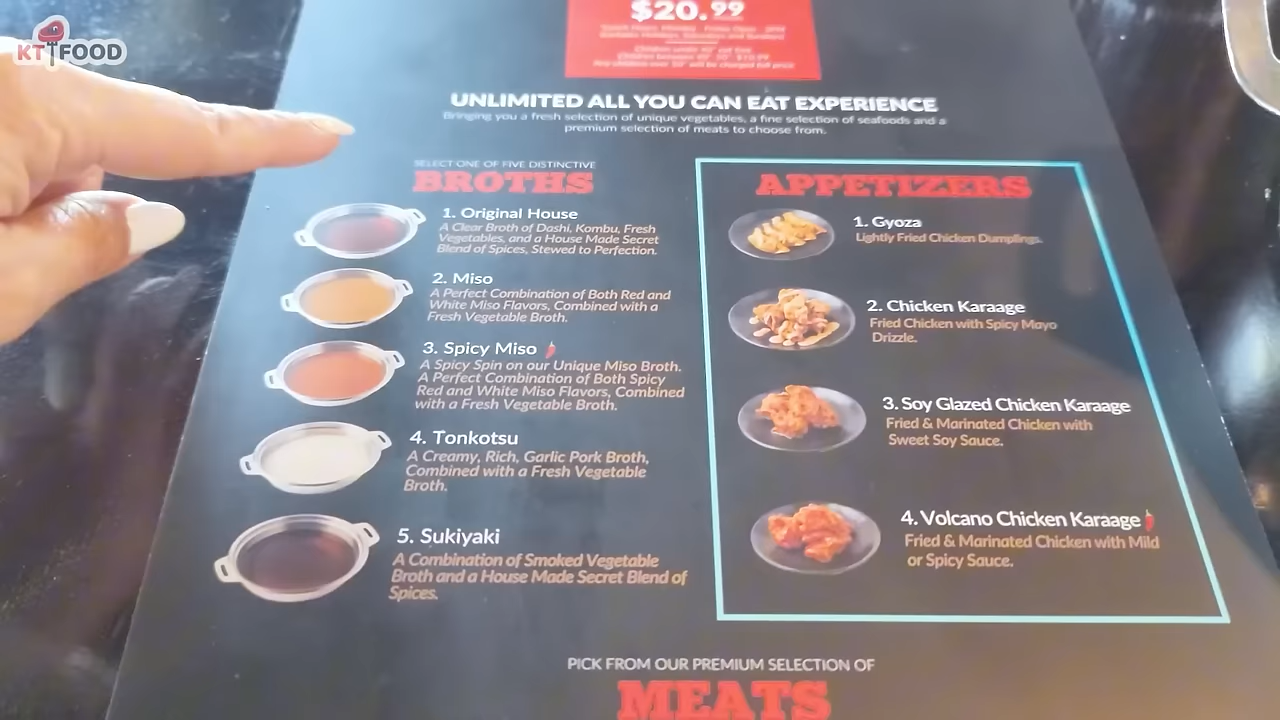 KT FOOD
$20.99
UNLIMITED ALL YOU CAN EAT EXPERIENCE
Bringing you a fresh selection of unique vegetables, a fine selection of seafoods and a
premium selection of meats to choose from.
SELECT ONE OF FIVE DISTINCTIVE
BROTHS
1. Original House
A Clear Broth of Dashi, Kombu, Fresh
Vegetables, and a House Made Secret
Blend of Spices, Stewed to Perfection.
2. Miso
A Perfect Combination of Both Red and
White Miso Flavors, Combined with a
Fresh Vegetable Broth.
3. Spicy Miso
A Spicy Spin on our Unique Miso Broth.
A Perfect Combination of Both Spicy
Red and White Miso Flavors, Combined
with a Fresh Vegetable Broth.
4. Tonkotsu
A Creamy, Rich, Garlic Pork Broth,
Combined with a Fresh Vegetable
Broth.
5. Sukiyaki
A Combination of Smoked Vegetable
Broth and a House Made Secret Blend of
Spices.
APPETIZERS
1. Gyoza
Lightly Fried Chicken Dumplings.
2. Chicken Karaage
Fried Chicken with Spicy Mayo
Drizzle.
3. Soy Glazed Chicken Karaage
Fried & Marinated Chicken with
Sweet Soy Sauce.
4. Volcano Chicken Karaage
Fried & Marinated Chicken with Mild
or Spicy Sauce.
PICK FROM OUR PREMIUM SELECTION OF
MEATS